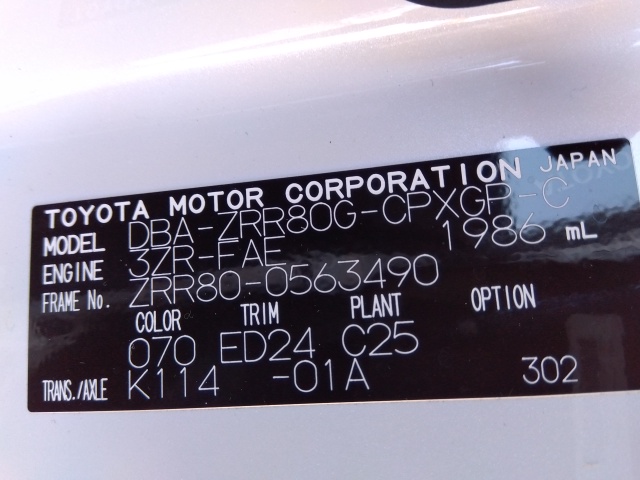 TOYOTA MOTOR CORPORATION JAPAN
MODEL DBA-ZRR80G-CPXGP-C
ENGINE 3ZR-FAE 1986 mL
FRAME No. ZRR80-0563490
COLOR TRIM PLANT OPTION
070 ED24 C25
TRANS./AXLE K114 -01A 302